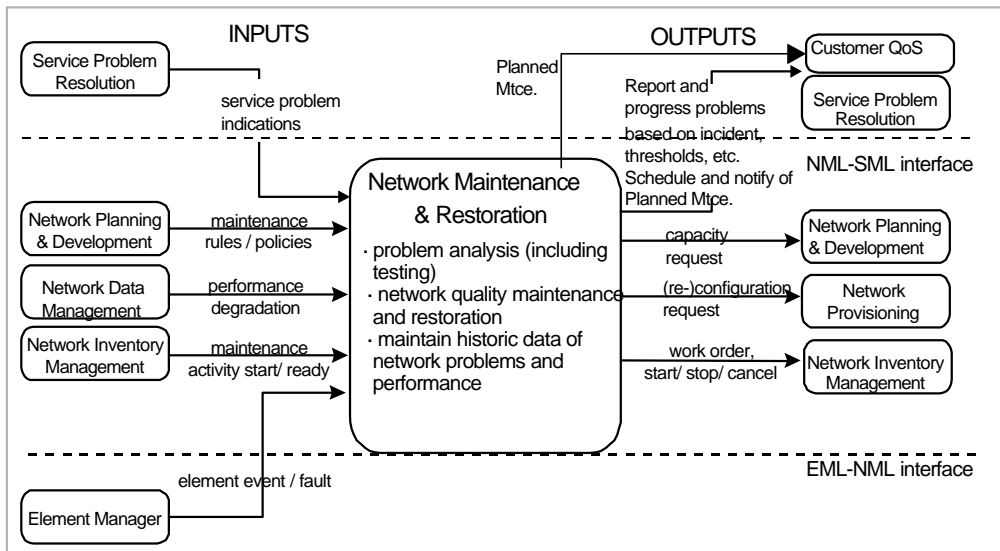 INPUTS
OUTPUTS
Service Problem
Resolution
service problem
indications
Planned
Mtce.
Report and
progress problems
based on incident,
thresholds, etc.
Schedule and notify of
Planned Mtce.
Customer QoS
Service Problem
Resolution
NML-SML interface
Network Maintenance
& Restoration
· problem analysis (including
testing)
· network quality maintenance
and restoration
· maintain historic data of
network problems and
performance
Network Planning
& Development
maintenance
rules / policies
Network Data
Management
performance
degradation
Network Inventory
Management
maintenance
activity start/ ready
capacity
request
Network Planning
& Development
(re-)configuration
request
Network
Provisioning
work order,
start/ stop/ cancel
Network Inventory
Management
EML-NML interface
element event / fault
Element Manager